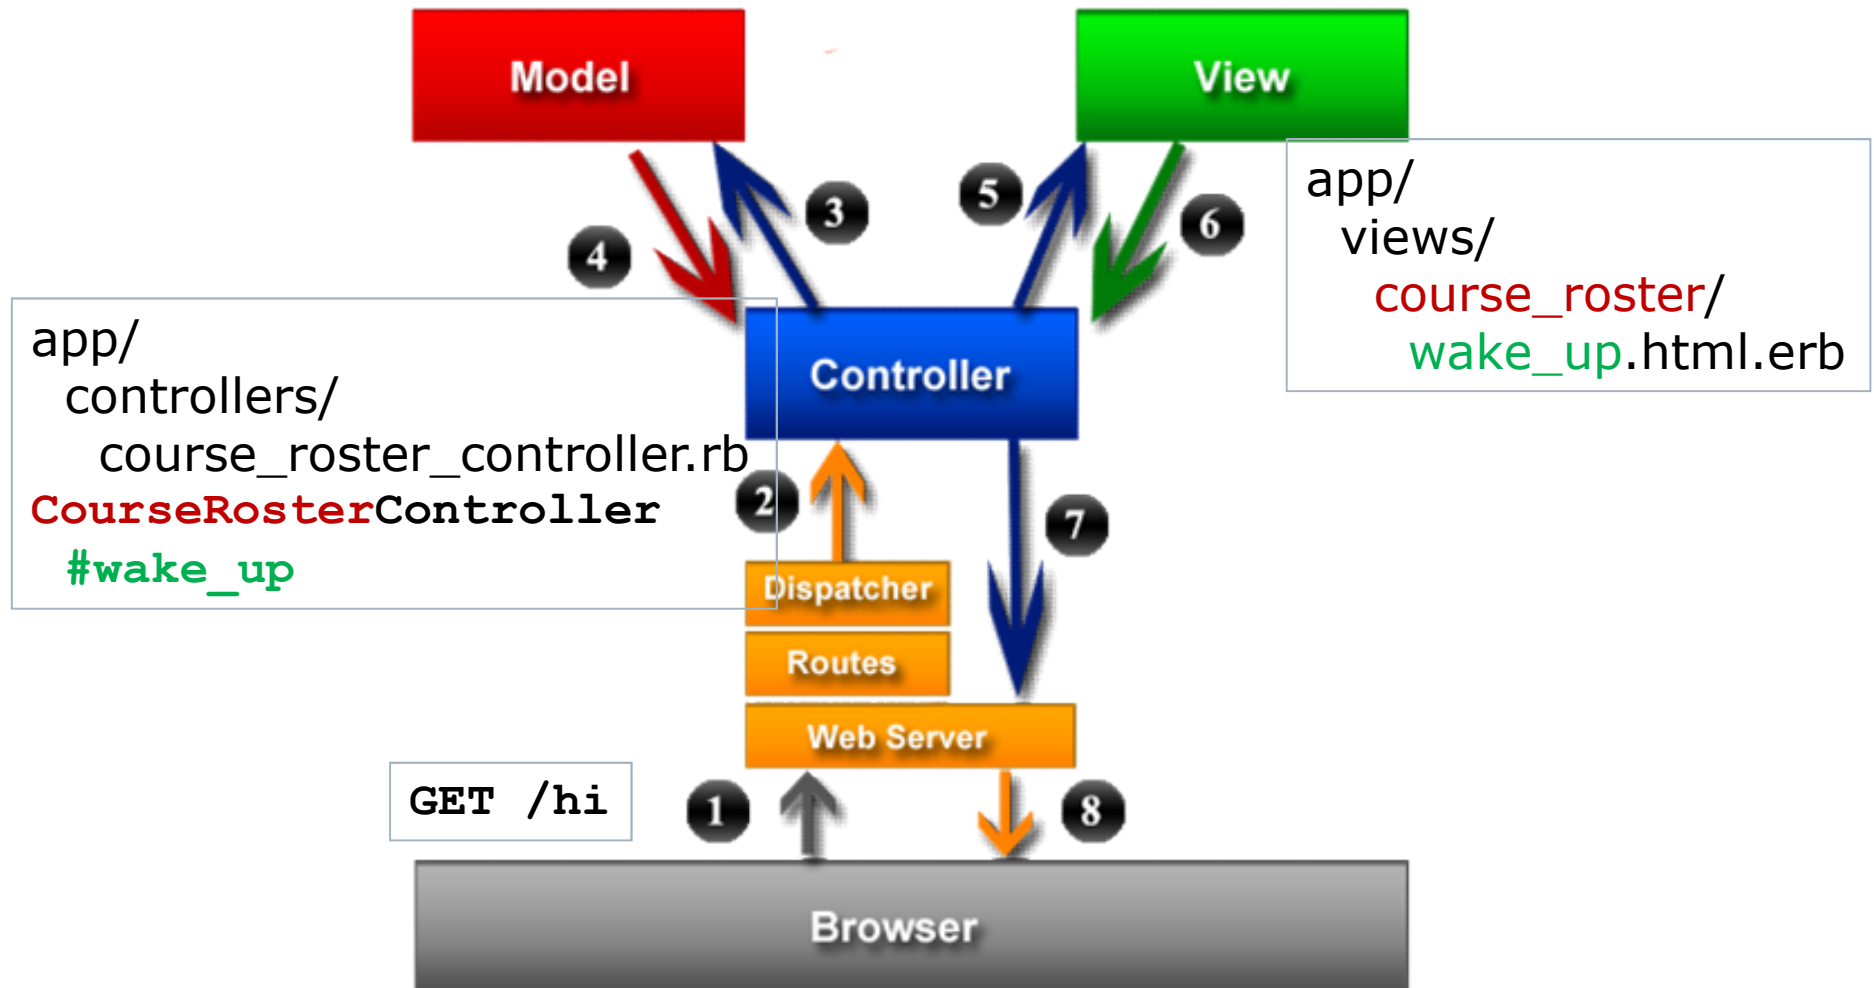 Model
View
3
5
4
6
app/
views/
course_roster/
wake_up.html.erb
app/
controllers/
course_roster_controller.rb
CourseRosterController
#wake_up
Controller
2
7
Dispatcher
Routes
Web Server
GET /hi
1
8
Browser